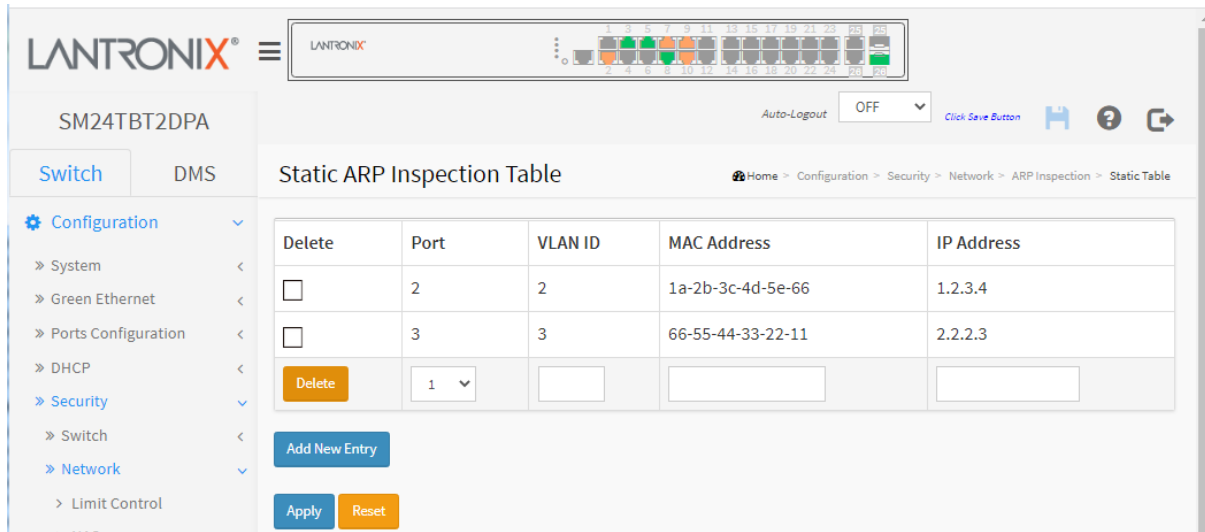 LANTRONIX®
LANTRONIX
1 3 5 7 9 11 13 15 17 19 21 23 25 25
2 4 6 8 10 12 14 16 18 20 22 24 26 26
SM24TBT2DPA
Auto-Logout OFF Click Save Button
Switch DMS
Static ARP Inspection Table
Home > Configuration > Security > Network > ARP Inspection > Static Table
Configuration
» System
» Green Ethernet
» Ports Configuration
» DHCP
» Security
» Switch
» Network
> Limit Control
Delete Port VLAN ID MAC Address IP Address
2 2 1a-2b-3c-4d-5e-66 1.2.3.4
3 3 66-55-44-33-22-11 2.2.2.3
Delete 1
Add New Entry
Apply Reset